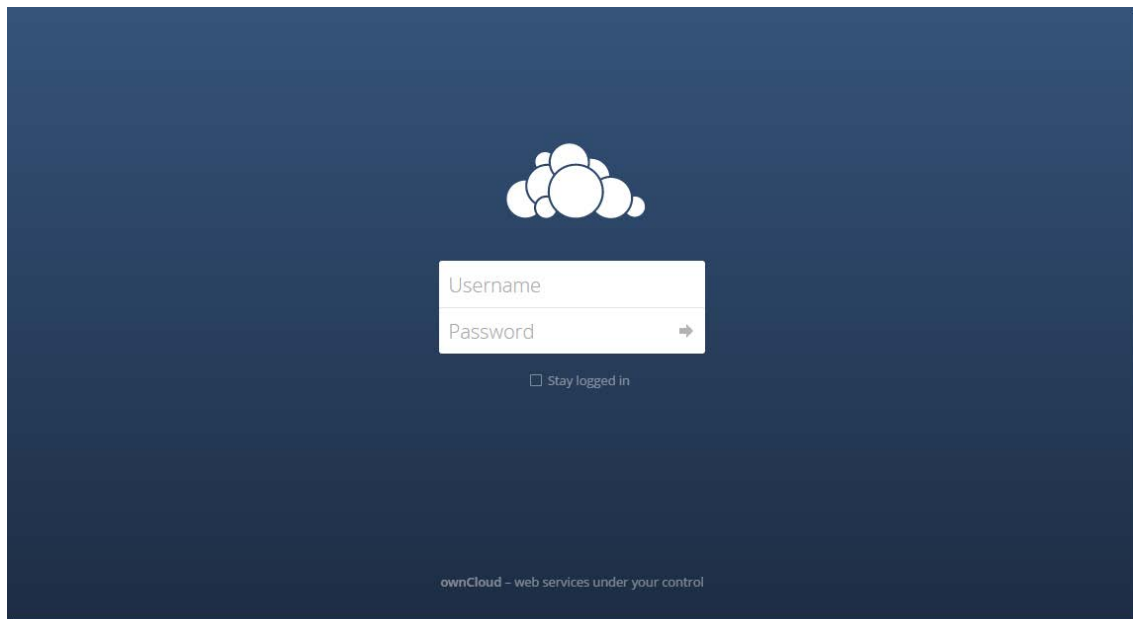 Username
Password
Stay logged in
ownCloud – web services under your control